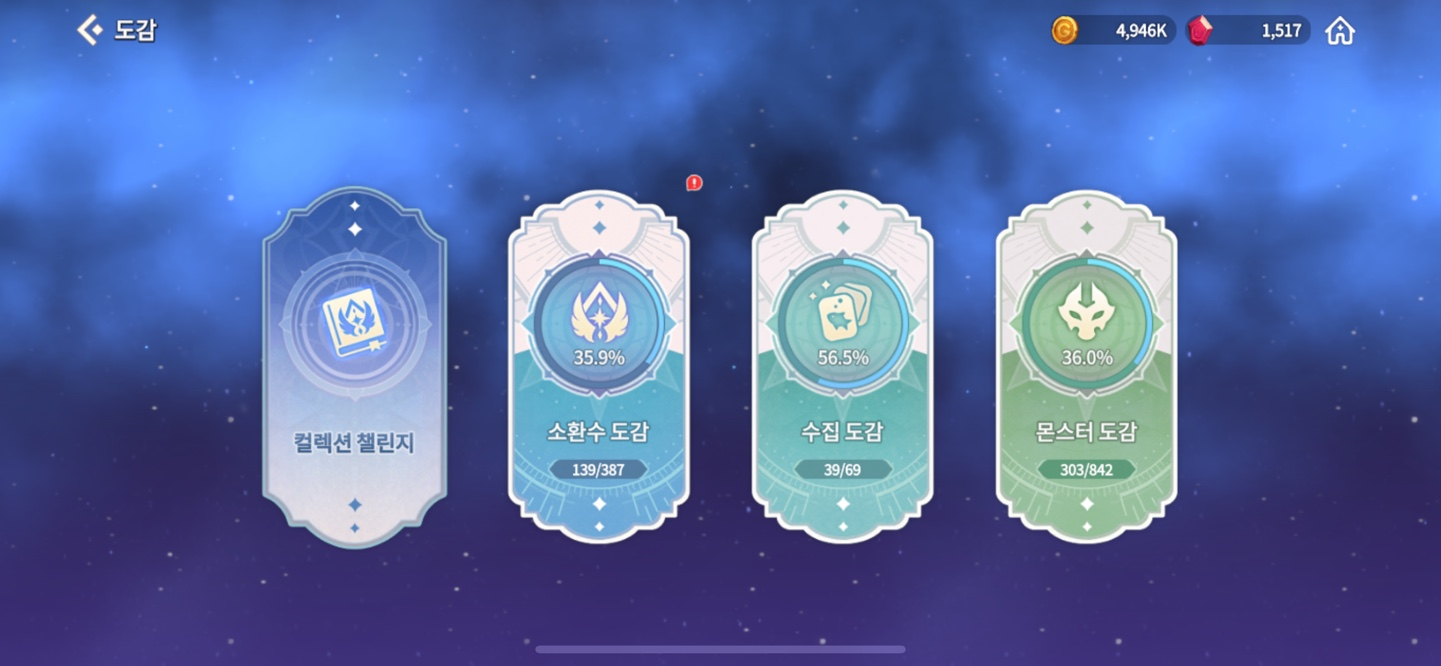 도감
4,946K
1,517
컬렉션 챌린지
35.9%
소환수 도감
139/387
56.5%
수집 도감
39/69
36.0%
몬스터 도감
303/842